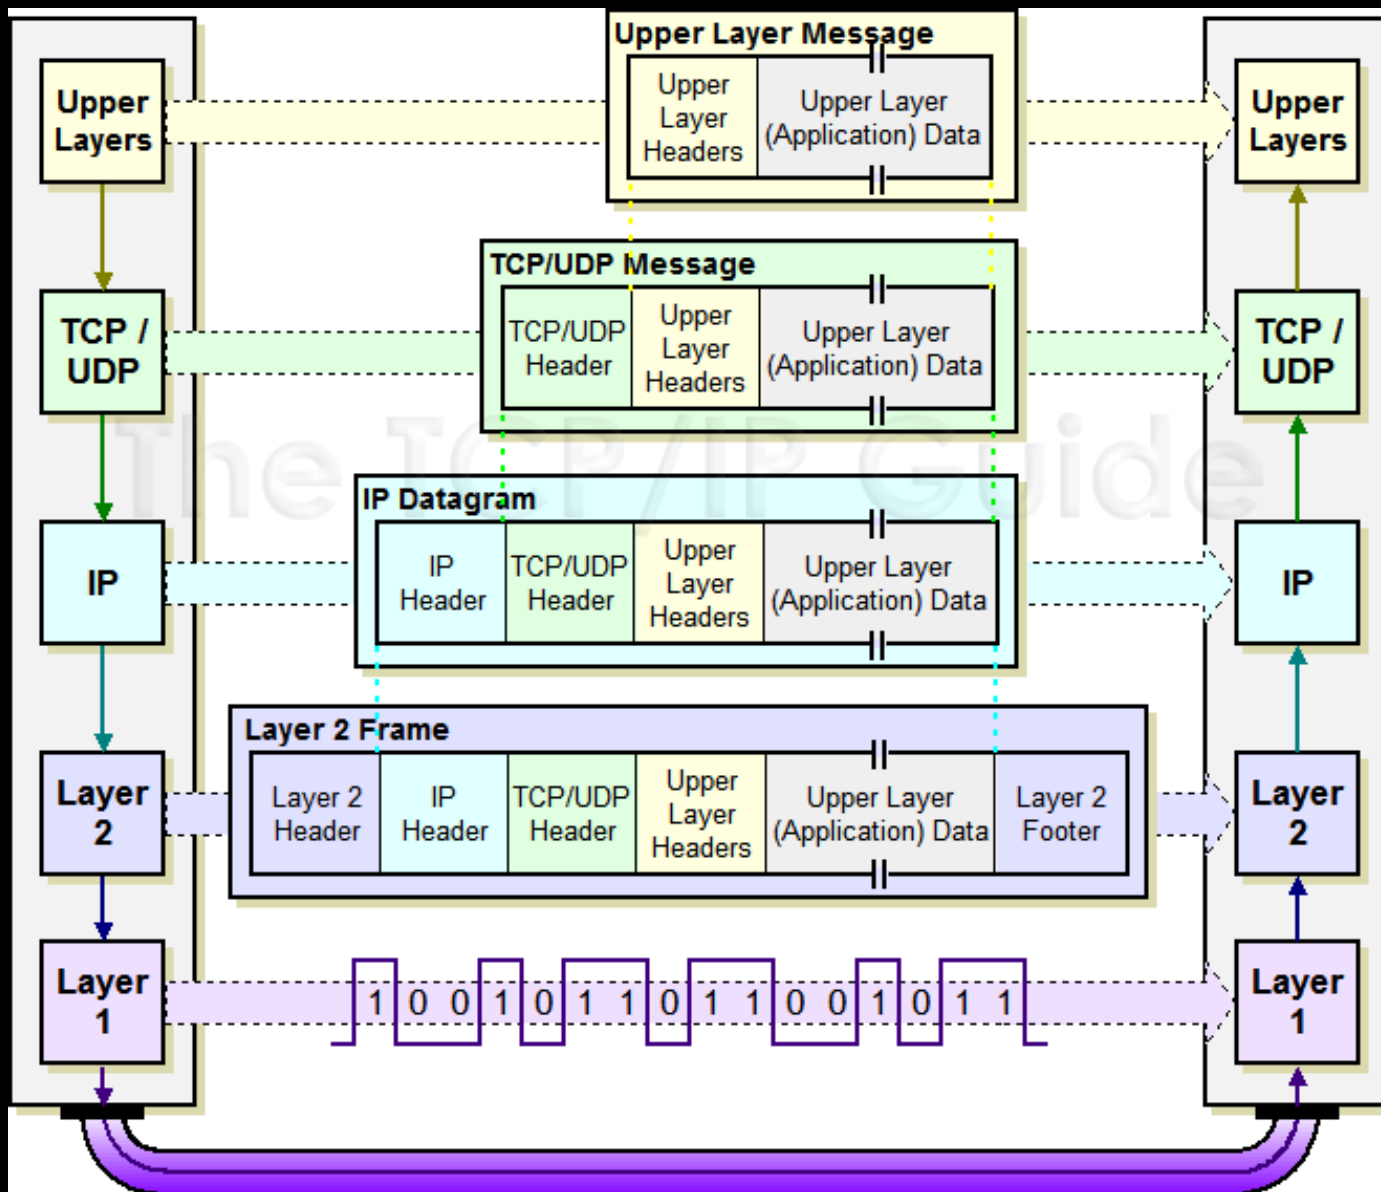 Upper Layer Message
Upper
Layers
Upper
Layer
Headers
Upper Layer
(Application) Data
Upper
Layers
TCP/UDP Message
TCP /
UDP
TCP/UDP
Header
Upper
Layer
Headers
Upper Layer
(Application) Data
TCP /
UDP
The TCP/IP Guide
IP Datagram
IP
IP
Header
TCP/UDP
Header
Upper
Layer
Headers
Upper Layer
(Application) Data
IP
Layer 2 Frame
Layer
2
Layer 2
Header
IP
Header
TCP/UDP
Header
Upper
Layer
Headers
Upper Layer
(Application) Data
Layer 2
Footer
Layer
2
Layer
1
1 0 0 1 0 1 1 0 1 1 0 0 1 0 1 1
Layer
1